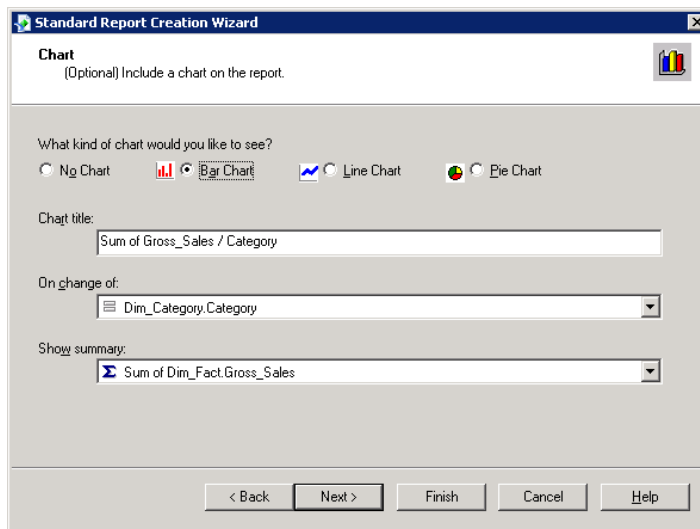 Standard Report Creation Wizard
Chart
(Optional) Include a chart on the report.
What kind of chart would you like to see?
No Chart Bar Chart Line Chart Pie Chart
Chart title:
Sum of Gross_Sales / Category
On change of:
Dim_Category.Category
Show summary:
Σ Sum of Dim_Fact.Gross_Sales
< Back Next > Finish Cancel Help